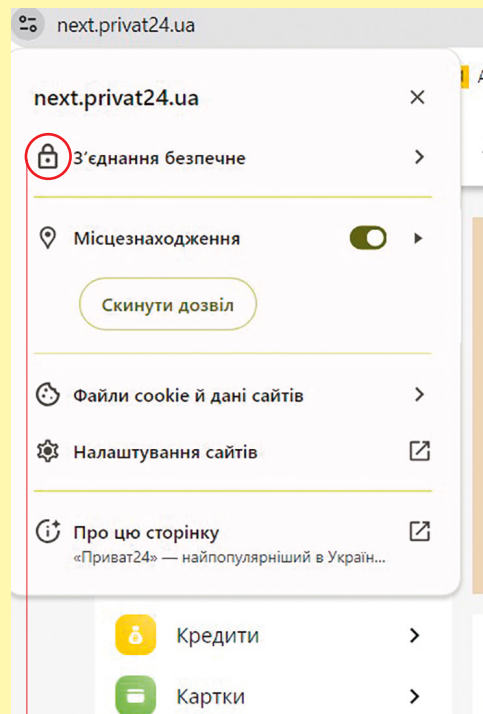 next.privat24.ua
next.privat24.ua
З’єднання безпечне
Місцезнаходження
Скинути дозвіл
Файли cookie й дані сайтів
Налаштування сайтів
Про цю сторінку
«Приват24» — найпопулярніший в Україн...
Кредити
Картки